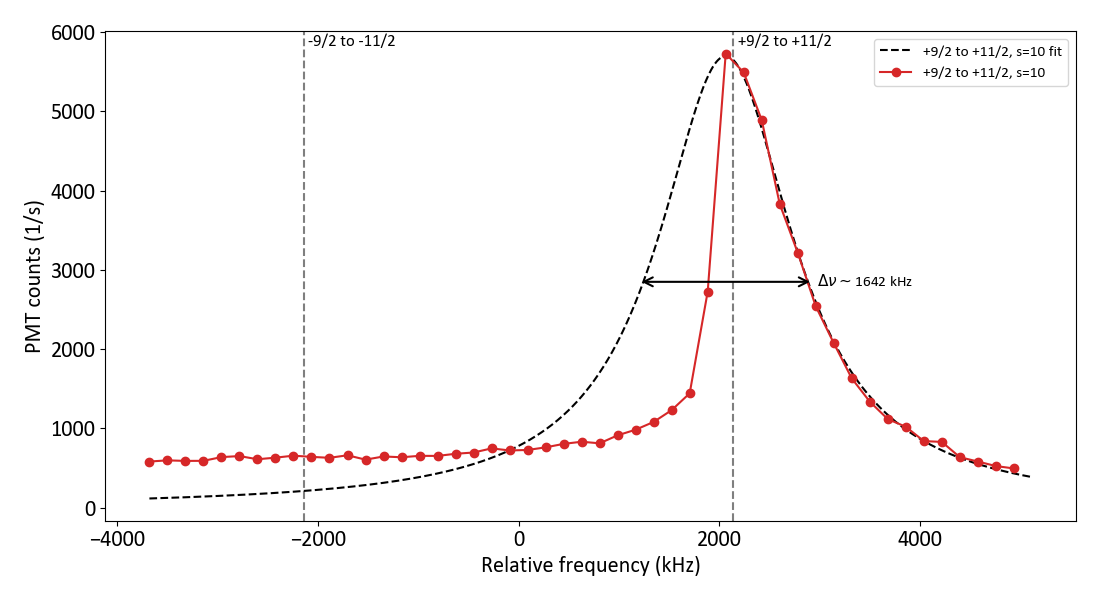 -9/2 to -11/2
+9/2 to +11/2
+9/2 to +11/2, s=10 fit
+9/2 to +11/2, s=10
Δν ∼ 1642 kHz
PMT counts (1/s)
6000
5000
4000
3000
2000
1000
0
−4000
−2000
0
2000
4000
Relative frequency (kHz)